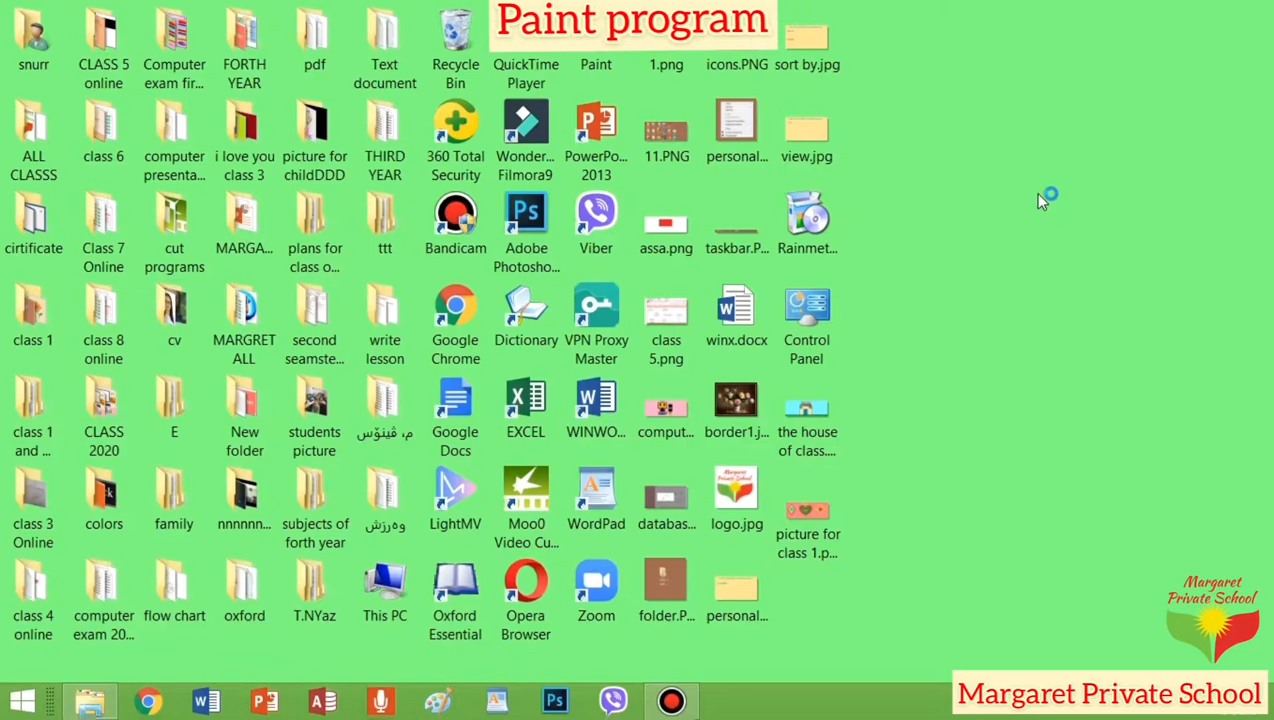 Paint program
snurr
CLASS 5
online
Computer
exam fir...
FORTH
YEAR
pdf
Text
document
Recycle
Bin
QuickTime
Player
Paint
1.png
icons.PNG
sort by.jpg
ALL
CLASSS
class 6
computer
presenta...
i love you
class 3
picture for
childDDD
THIRD
YEAR
360 Total
Security
Wonder...
Filmora9
PowerPo...
2013
11.PNG
personal...
view.jpg
cirtificate
Class 7
Online
cut
programs
MARGA...
plans for
class o...
ttt
Bandicam
Adobe
Photosho...
Viber
assa.png
taskbar.P...
Rainmet...
class 1
class 8
online
cv
MARGRET
ALL
second
seamste...
write
lesson
Google
Chrome
Dictionary
VPN Proxy
Master
class
5.png
winx.docx
Control
Panel
class 1
and ...
CLASS
2020
E
New
folder
students
picture
م، ڤینۆس
Google
Docs
EXCEL
WINWO...
comput...
border1.j...
the house
of class....
class 3
Online
colors
family
nnnnnn...
subjects of
forth year
وەرزش
LightMV
Moo0
Video Cu...
WordPad
databas...
logo.jpg
picture for
class 1.p...
class 4
online
computer
exam 20...
flow chart
oxford
T.NYaz
This PC
Oxford
Essential
Opera
Browser
Zoom
folder.P...
personal...
Margaret
Private School
Margaret Private School